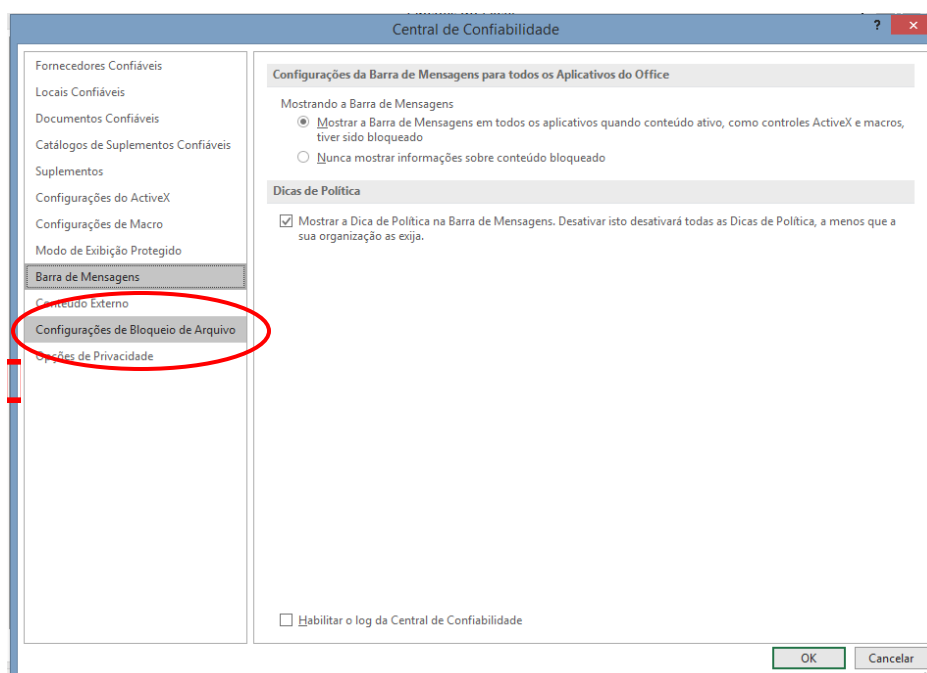 Central de Confiabilidade
?
Fornecedores Confiáveis
Locais Confiáveis
Documentos Confiáveis
Catálogos de Suplementos Confiáveis
Suplementos
Configurações do ActiveX
Configurações de Macro
Modo de Exibição Protegido
Barra de Mensagens
Conteúdo Externo
Configurações de Bloqueio de Arquivo
Opções de Privacidade
Configurações da Barra de Mensagens para todos os Aplicativos do Office
Mostrando a Barra de Mensagens
Mostrar a Barra de Mensagens em todos os aplicativos quando conteúdo ativo, como controles ActiveX e macros,
tiver sido bloqueado
Nunca mostrar informações sobre conteúdo bloqueado
Dicas de Política
Mostrar a Dica de Política na Barra de Mensagens. Desativar isto desativará todas as Dicas de Política, a menos que a
sua organização as exija.
Habilitar o log da Central de Confiabilidade
OK
Cancelar